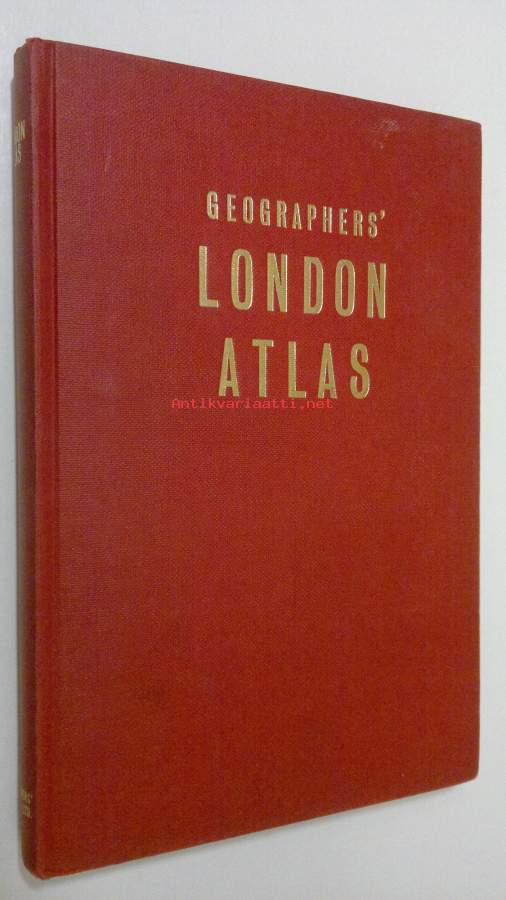 GEOGRAPHERS'
LONDON
ATLAS
Antikvariaatti.net